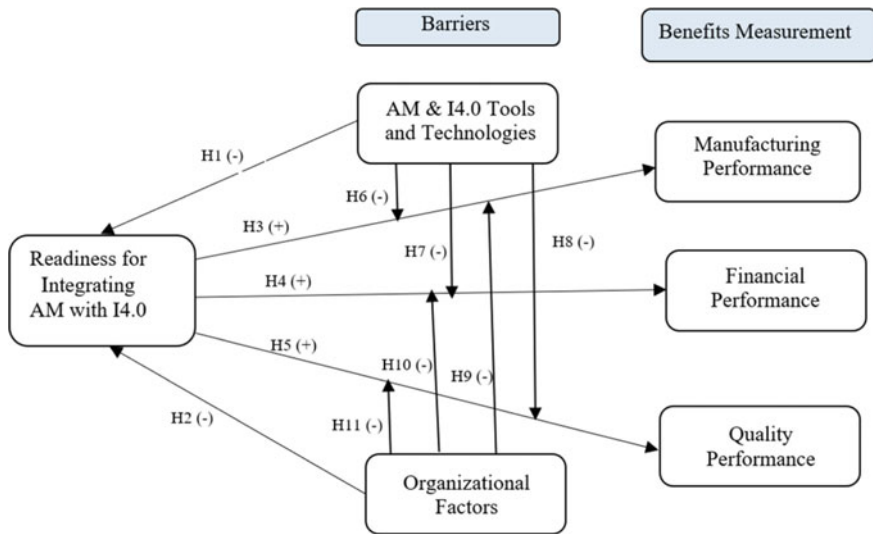 Barriers
Benefits Measurement
AM & I4.0 Tools
and Technologies
Manufacturing
Performance
H1 (-)
H6 (-)
H3 (+)
H7 (-)
H8 (-)
Readiness for
Integrating
AM with I4.0
H4 (+)
Financial
Performance
H5 (+)
H10 (-)
H9 (-)
H2 (-)
H11 (-)
Quality
Performance
Organizational
Factors